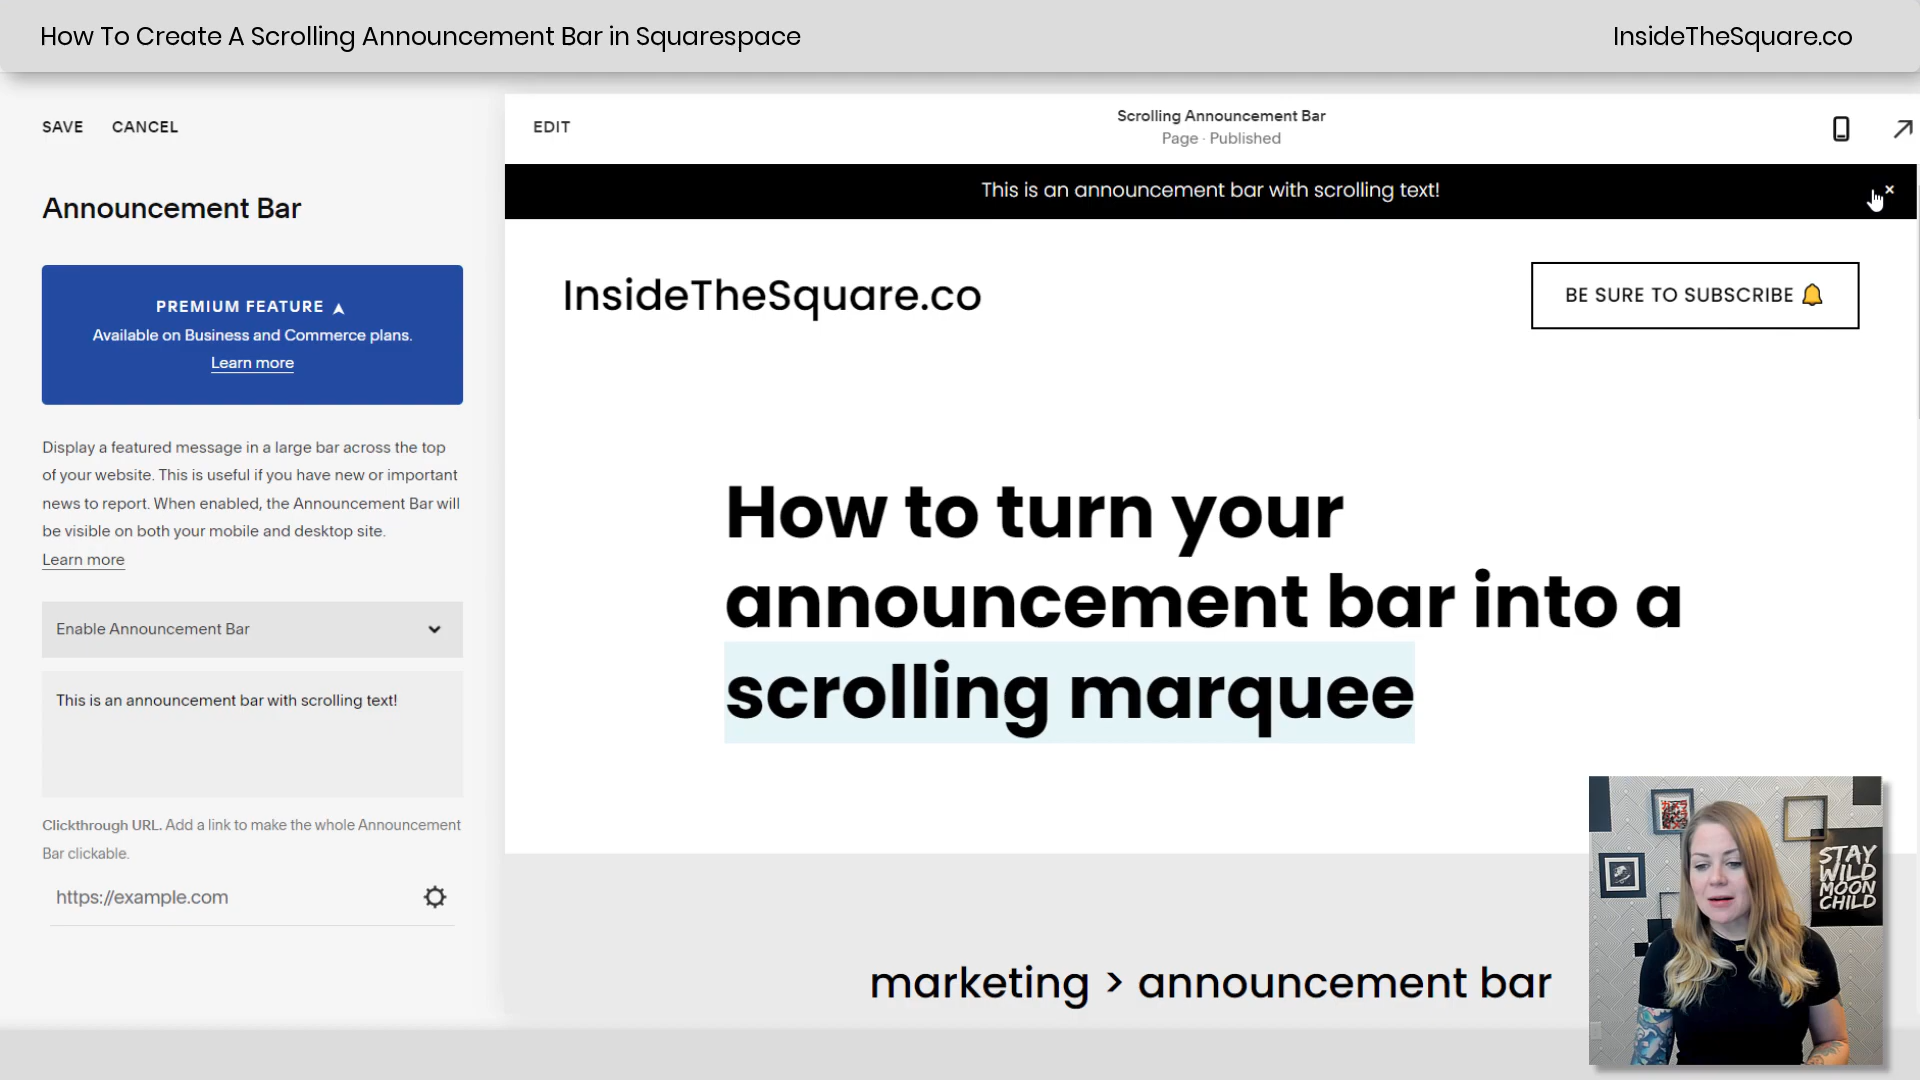 How To Create A Scrolling Announcement Bar in Squarespace
InsideTheSquare.co
SAVE CANCEL
Announcement Bar
PREMIUM FEATURE
Available on Business and Commerce plans.
Learn more
Display a featured message in a large bar across the top
of your website. This is useful if you have new or important
news to report. When enabled, the Announcement Bar will
be visible on both your mobile and desktop site.
Learn more
Enable Announcement Bar
This is an announcement bar with scrolling text!
Clickthrough URL. Add a link to make the whole Announcement
Bar clickable.
https://example.com
EDIT
Scrolling Announcement Bar
Page · Published
This is an announcement bar with scrolling text!
×
InsideTheSquare.co
BE SURE TO SUBSCRIBE 🔔
How to turn your
announcement bar into a
scrolling marquee
marketing > announcement bar
STAY
WILD
MOON
CHILD